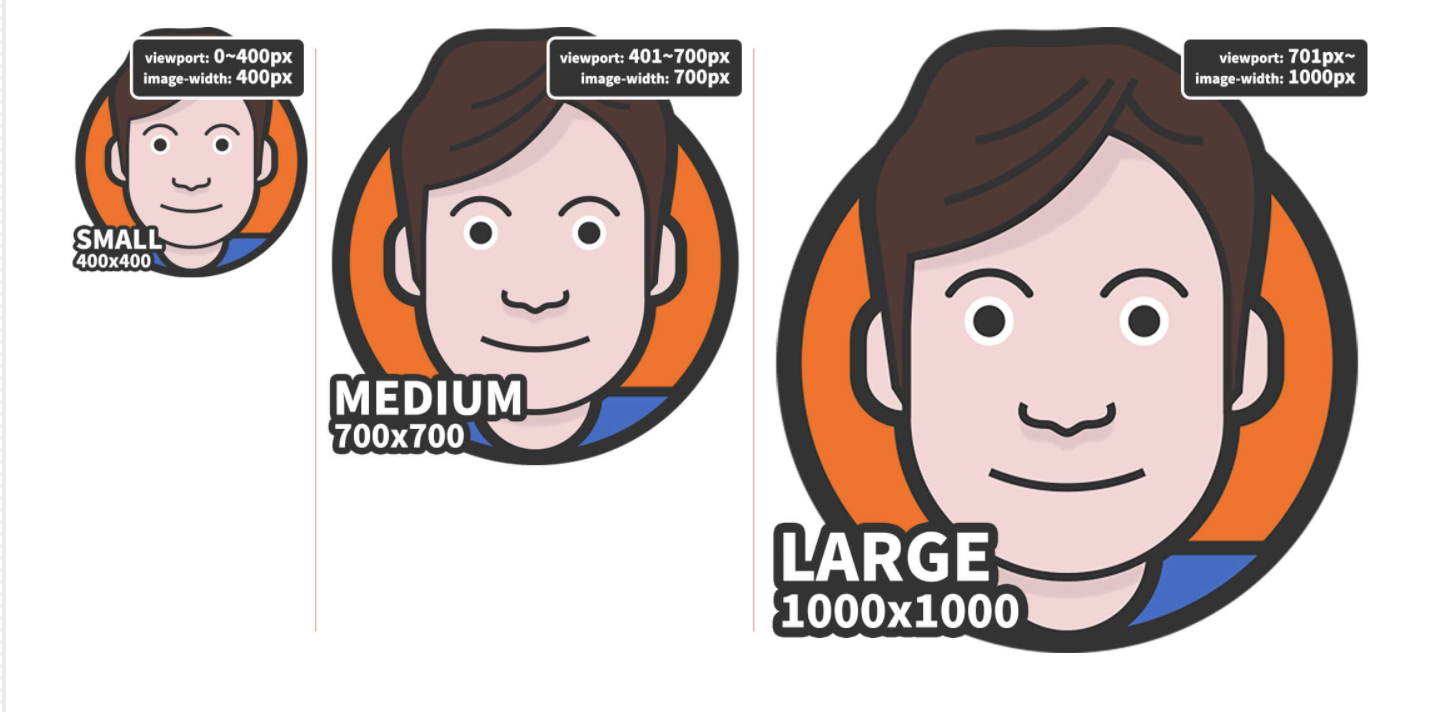 viewport: 0~400px
image-width: 400px
SMALL
400x400
viewport: 401~700px
image-width: 700px
MEDIUM
700x700
viewport: 701px~
image-width: 1000px
LARGE
1000x1000